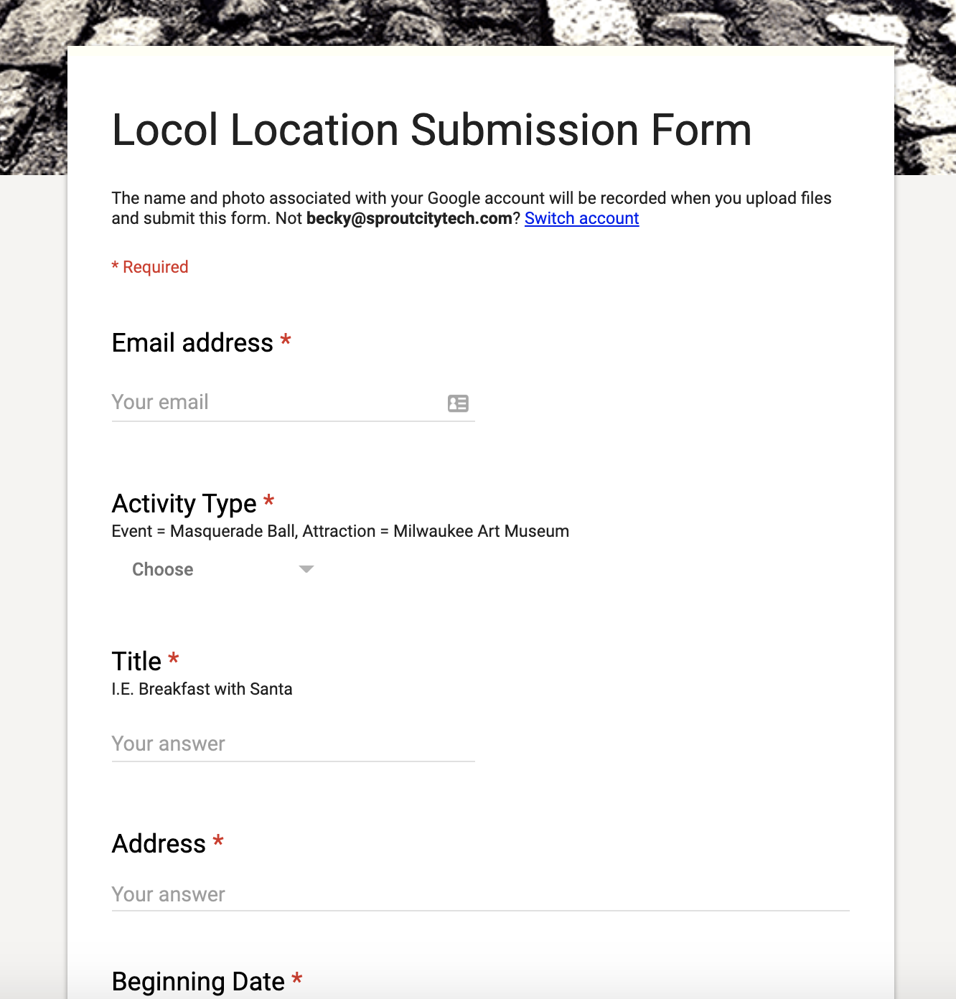 Locol Location Submission Form
The name and photo associated with your Google account will be recorded when you upload files
and submit this form. Not becky@sproutcitytech.com? Switch account
* Required
Email address *
Your email
Activity Type *
Event = Masquerade Ball, Attraction = Milwaukee Art Museum
Choose
Title *
I.E. Breakfast with Santa
Your answer
Address *
Your answer
Beginning Date *